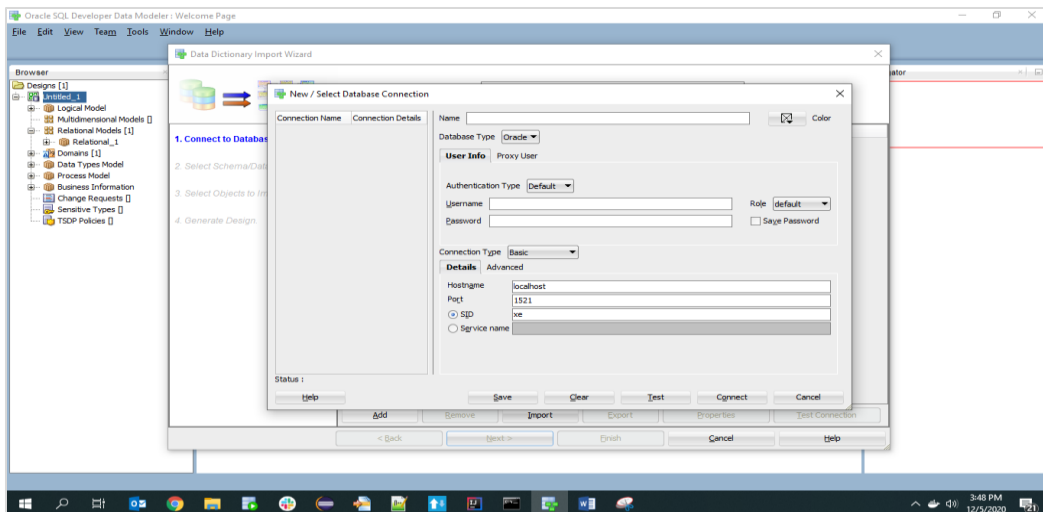 Oracle SQL Developer Data Modeler : Welcome Page
File Edit View Team Tools Window Help
Data Dictionary Import Wizard
Browser
Designs [1]
Untitled_1
Logical Model
Multidimensional Models []
Relational Models [1]
Relational_1
Domains [1]
Data Types Model
Process Model
Business Information
Change Requests []
Sensitive Types []
TSDP Policies []
1. Connect to Databas
2. Select Schema/Dat
3. Select Objects to Im
4. Generate Design.
New / Select Database Connection
Connection Name Connection Details
Name Color
Database Type Oracle
User Info Proxy User
Authentication Type Default
Username Role default
Password Save Password
Connection Type Basic
Details Advanced
Hostname localhost
Port 1521
SID xe
Service name
Status :
Help Save Clear Test Connect Cancel
Add Remove Import Export Properties Test Connection
< Back Next > Finish Cancel Help
3:48 PM
12/5/2020
21